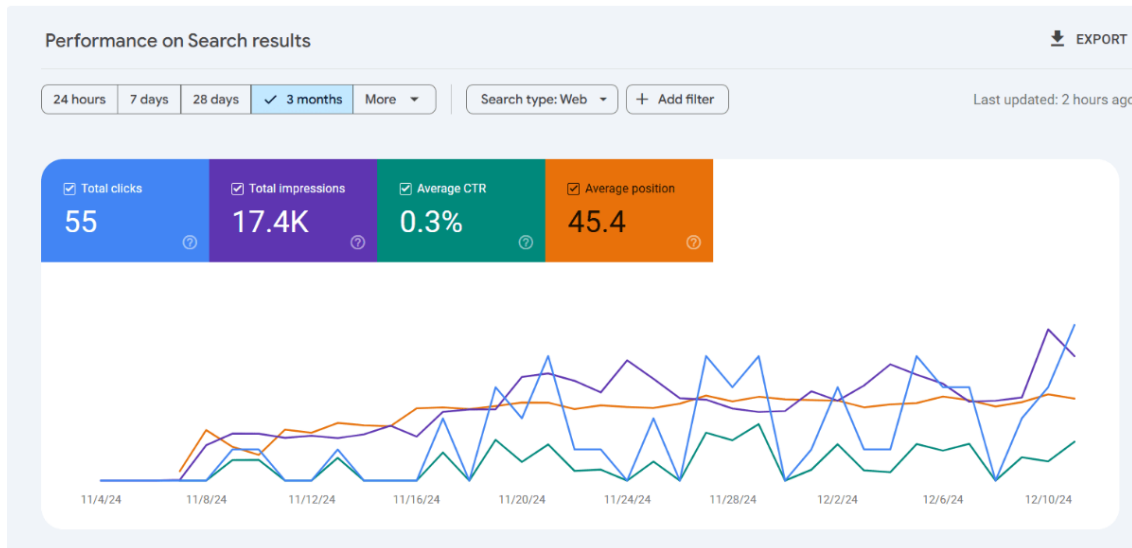 Performance on Search results
EXPORT
24 hours 7 days 28 days 3 months More Search type: Web + Add filter Last updated: 2 hours ago
Total clicks Total impressions Average CTR Average position
55 17.4K 0.3% 45.4
11/4/24 11/8/24 11/12/24 11/16/24 11/20/24 11/24/24 11/28/24 12/2/24 12/6/24 12/10/24